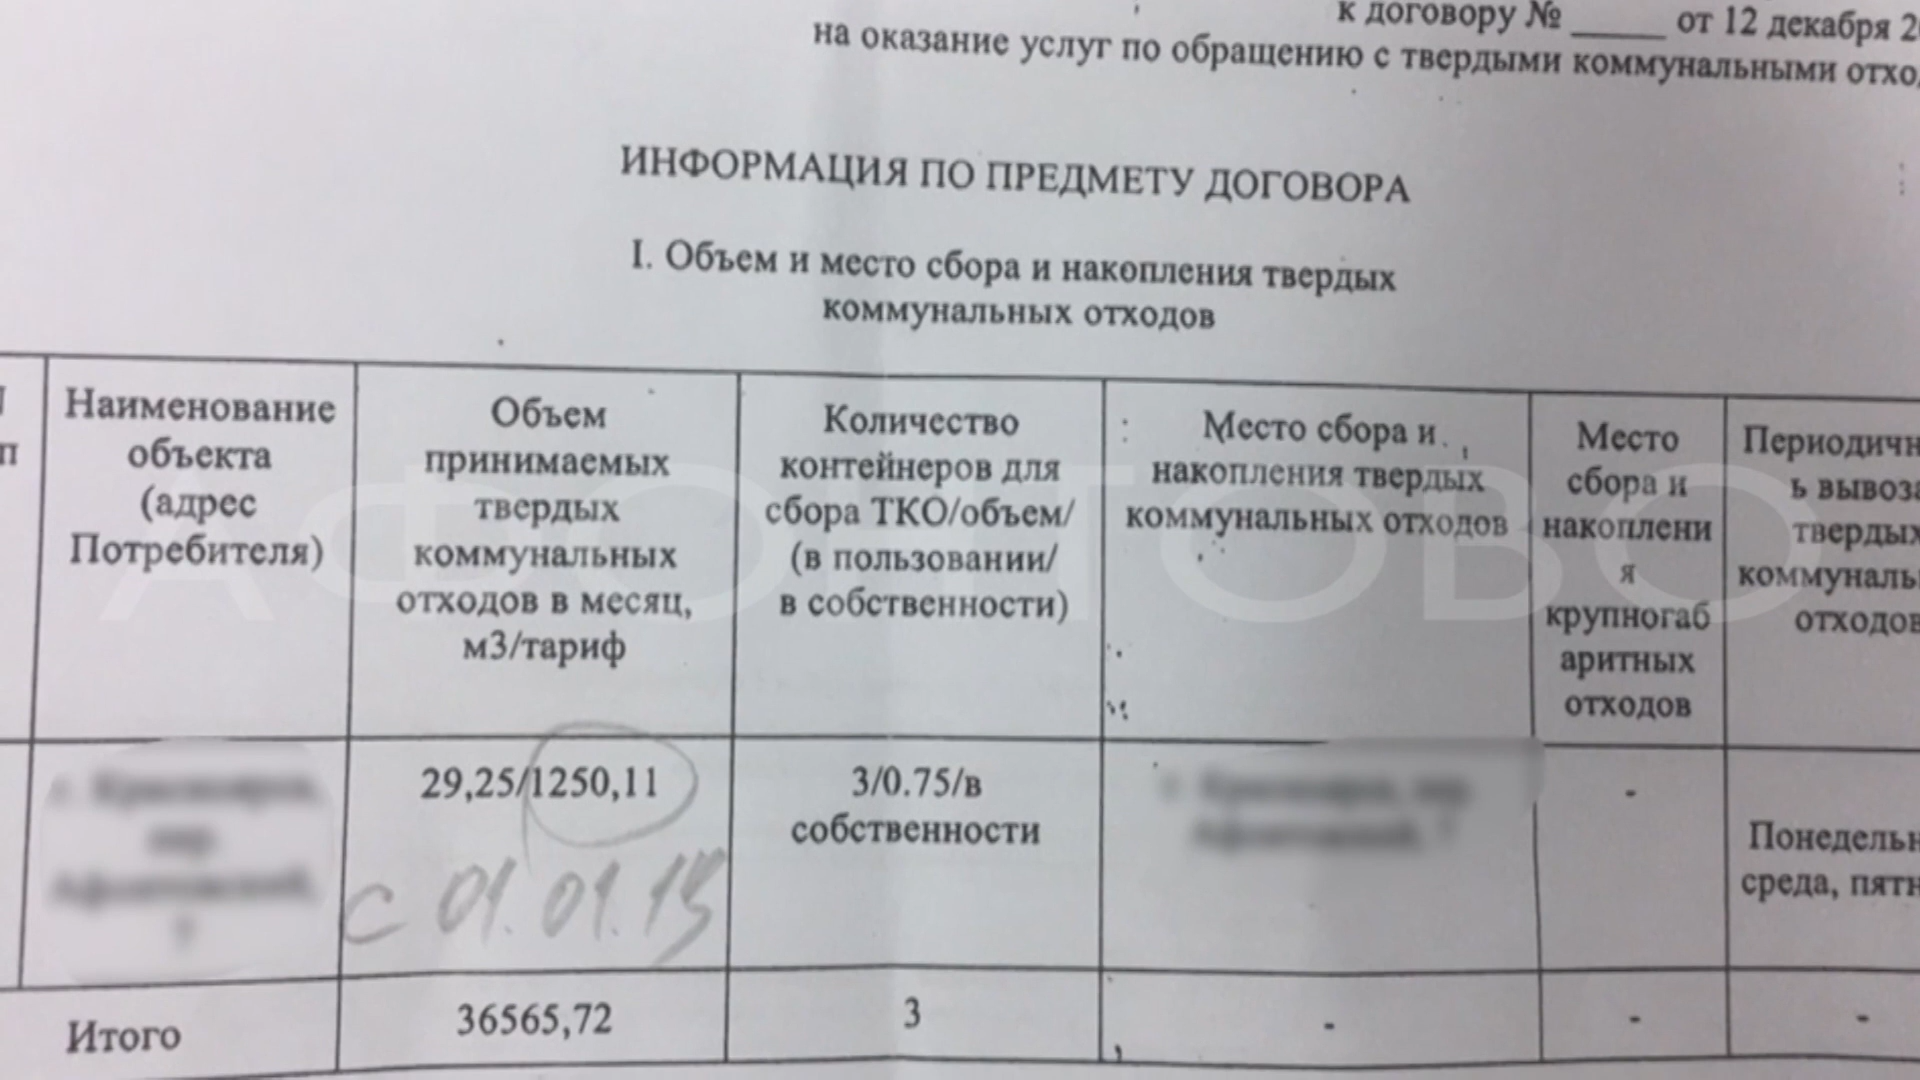 к договору № _____ от 12 декабря 2
на оказание услуг по обращению с твердыми коммунальными отхо
ИНФОРМАЦИЯ ПО ПРЕДМЕТУ ДОГОВОРА
I. Объем и место сбора и накопления твердых
коммунальных отходов
п
Наименование
объекта
(адрес
Потребителя)
Объем
принимаемых
твердых
коммунальных
отходов в месяц,
м3/тариф
Количество
контейнеров для
сбора ТКО/объем/
(в пользовании/
в собственности)
Место сбора и
накопления твердых
коммунальных отходов
Место
сбора и
накоплени
я
крупногаб
аритных
отходов
Периодичн
ь вывоза
твердых
коммуналь
отходов
АФОНТОВО
29,25/1250,11
с 01.01.19
3/0.75/в
собственности
-
Понедельн
среда, пятн
Итого
36565,72
3
-
-
-